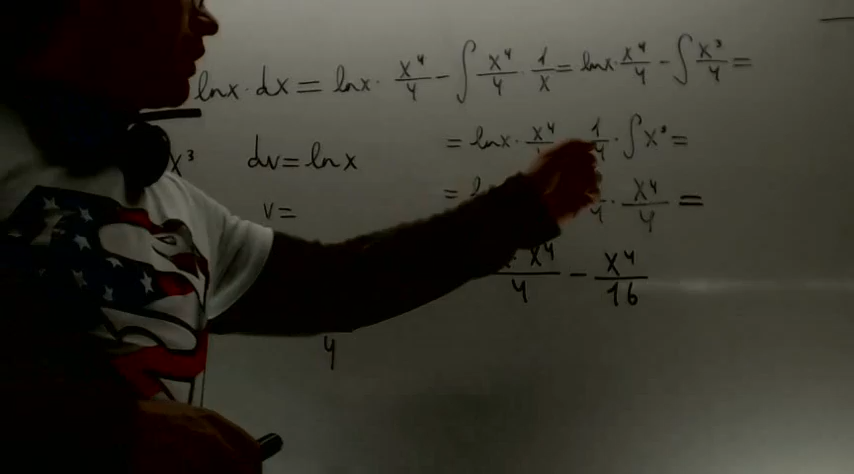 lnx · dx = lnx · x⁴/4 − ∫ x⁴/4 · 1/x = lnx · x⁴/4 − ∫ x³/4 =
x³ dv = lnx = lnx · x⁴ 1/4 · ∫ x³ =
v = = 4 · x⁴/4 =
· x⁴/4 − x⁴/16
4